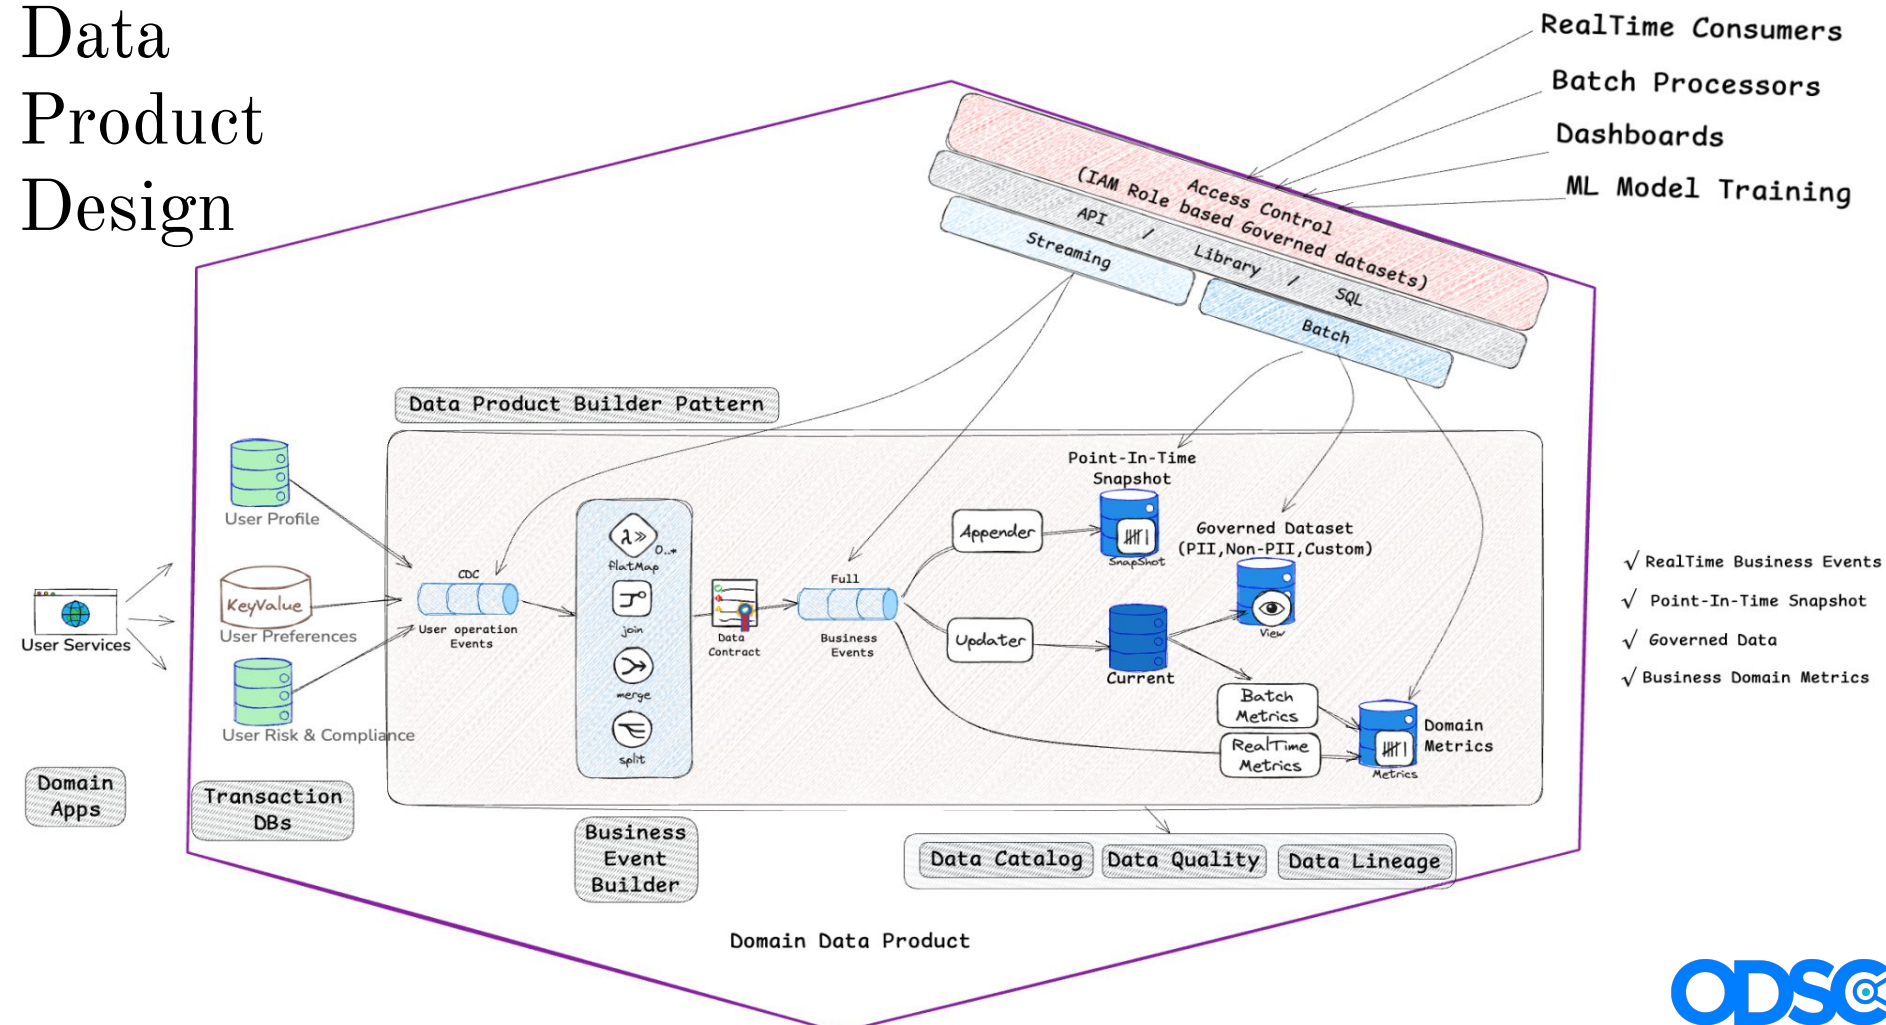 Data
Product
Design
RealTime Consumers
Batch Processors
Dashboards
ML Model Training
Access Control
(IAM Role based Governed datasets)
API / Library / SQL
Streaming
Batch
Data Product Builder Pattern
User Profile
KeyValue
User Preferences
User Risk & Compliance
User Services
Domain
Apps
Transaction
DBs
CDC
User operation
Events
λ≫
0..*
flatMap
join
merge
split
Business
Event
Builder
Data
Contract
Full
Business
Events
Appender
Updater
Point-In-Time
Snapshot
SnapShot
Governed Dataset
(PII,Non-PII,Custom)
View
Current
Batch
Metrics
RealTime
Metrics
Domain
Metrics
Metrics
Data Catalog
Data Quality
Data Lineage
Domain Data Product
√ RealTime Business Events
√ Point-In-Time Snapshot
√ Governed Data
√ Business Domain Metrics
ODSC